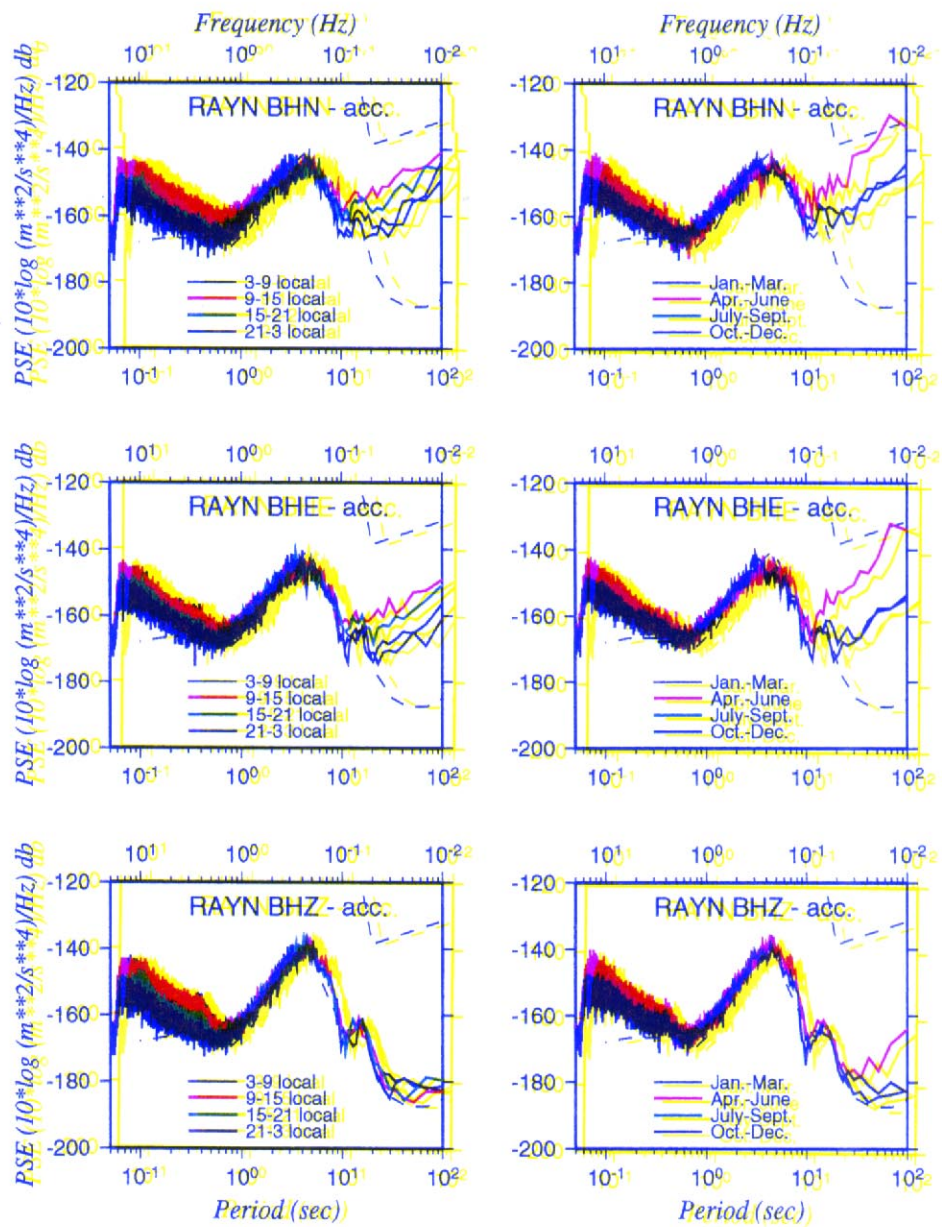 Frequency (Hz)
10¹ 10⁰ 10⁻¹ 10⁻²
-120
-140
-160
-180
-200
RAYN BHN - acc.
3-9 local
9-15 local
15-21 local
21-3 local
PSE (10*log (m**2/s**4)/Hz) db
10⁻¹ 10⁰ 10¹ 10²
Frequency (Hz)
10¹ 10⁰ 10⁻¹ 10⁻²
-120
-140
-160
-180
-200
RAYN BHN - acc.
Jan.-Mar.
Apr.-June
July-Sept.
Oct.-Dec.
10⁻¹ 10⁰ 10¹ 10²
10¹ 10⁰ 10⁻¹ 10⁻²
-120
-140
-160
-180
-200
RAYN BHE - acc.
3-9 local
9-15 local
15-21 local
21-3 local
PSE (10*log (m**2/s**4)/Hz) db
10⁻¹ 10⁰ 10¹ 10²
10¹ 10⁰ 10⁻¹ 10⁻²
-120
-140
-160
-180
-200
RAYN BHE - acc.
Jan.-Mar.
Apr.-June
July-Sept.
Oct.-Dec.
10⁻¹ 10⁰ 10¹ 10²
10¹ 10⁰ 10⁻¹ 10⁻²
-120
-140
-160
-180
-200
RAYN BHZ - acc.
3-9 local
9-15 local
15-21 local
21-3 local
PSE (10*log (m**2/s**4)/Hz) db
10⁻¹ 10⁰ 10¹ 10²
Period (sec)
10¹ 10⁰ 10⁻¹ 10⁻²
-120
-140
-160
-180
-200
RAYN BHZ - acc.
Jan.-Mar.
Apr.-June
July-Sept.
Oct.-Dec.
10⁻¹ 10⁰ 10¹ 10²
Period (sec)